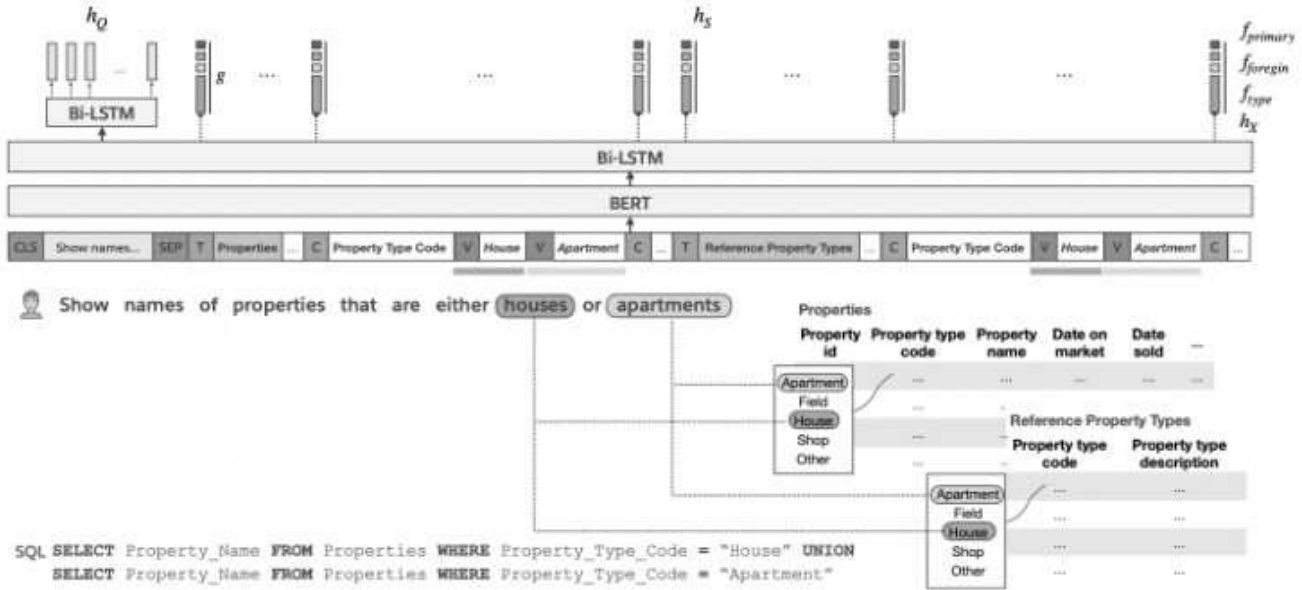 h_Q h_S f_primary
... g ... ... ... ... f_foregin
Bi-LSTM f_type
h_X
Bi-LSTM
BERT
CLS Show names... SEP T Properties ... C Property Type Code V House V Apartment C ... T Reference Property Types ... C Property Type Code V House V Apartment C ...
Show names of properties that are either houses or apartments
Properties
Property id Property type code Property name Date on market Date sold ...
Apartment ... ... ... ... ...
Field ... ..
House ... ..
Shop
Other ... ..
Reference Property Types
Property type code Property type description
Apartment ... ...
Field ... ...
House ... ...
Shop
Other ... ...
SQL SELECT Property_Name FROM Properties WHERE Property_Type_Code = "House" UNION
SELECT Property_Name FROM Properties WHERE Property_Type_Code = "Apartment"